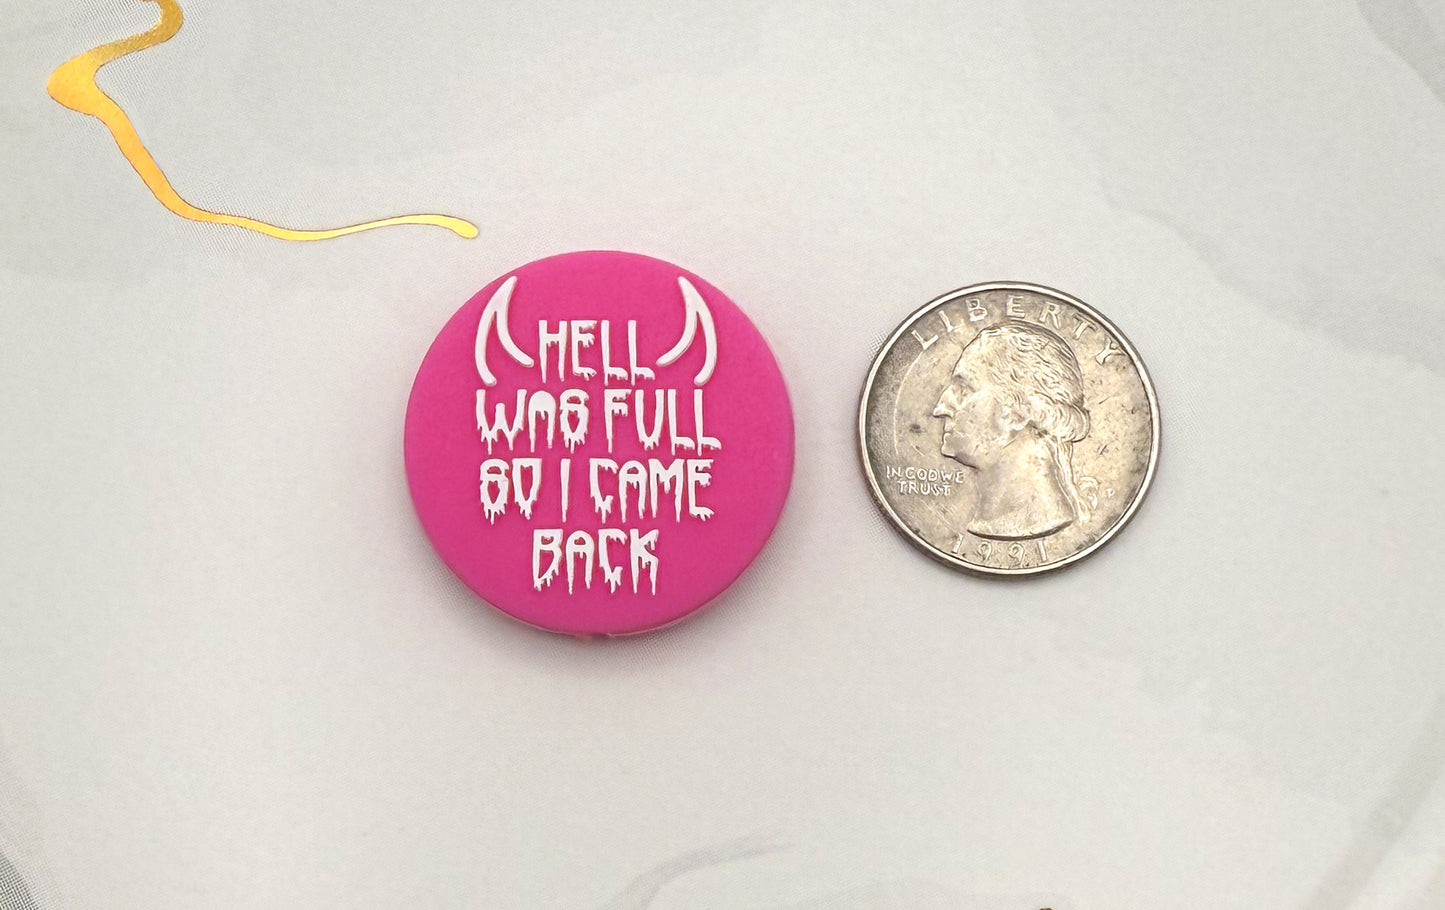 HELL
WAS FULL
SO I CAME
BACK
LIBERTY
IN GOD WE
TRUST
P
1991